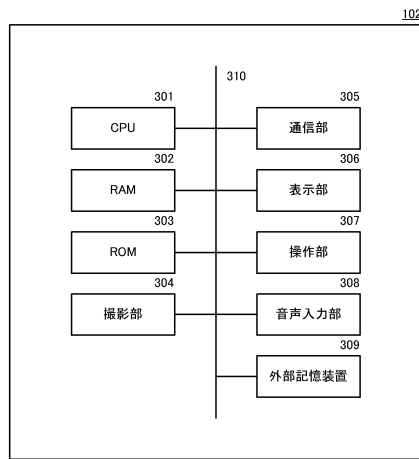 102
310
301
CPU
305
通信部
302
RAM
306
表示部
303
ROM
307
操作部
304
撮影部
308
音声入力部
309
外部記憶装置